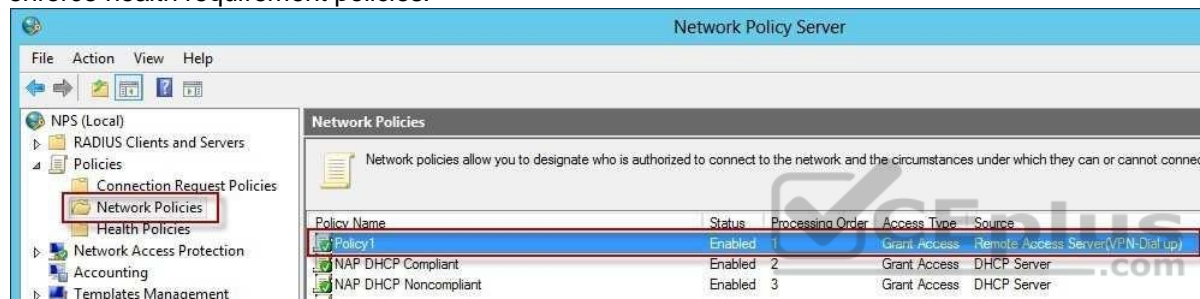 enforce health requirement policies.
Network Policy Server
File Action View Help
NPS (Local)
RADIUS Clients and Servers
Policies
Connection Request Policies
Network Policies
Health Policies
Network Access Protection
Accounting
Templates Management
Network Policies
Network policies allow you to designate who is authorized to connect to the network and the circumstances under which they can or cannot connec
Policy Name Status Processing Order Access Type Source
Policy1 Enabled 1 Grant Access Remote Access Server(VPN-Dial up)
NAP DHCP Compliant Enabled 2 Grant Access DHCP Server
NAP DHCP Noncompliant Enabled 3 Grant Access DHCP Server
CEplus
.com